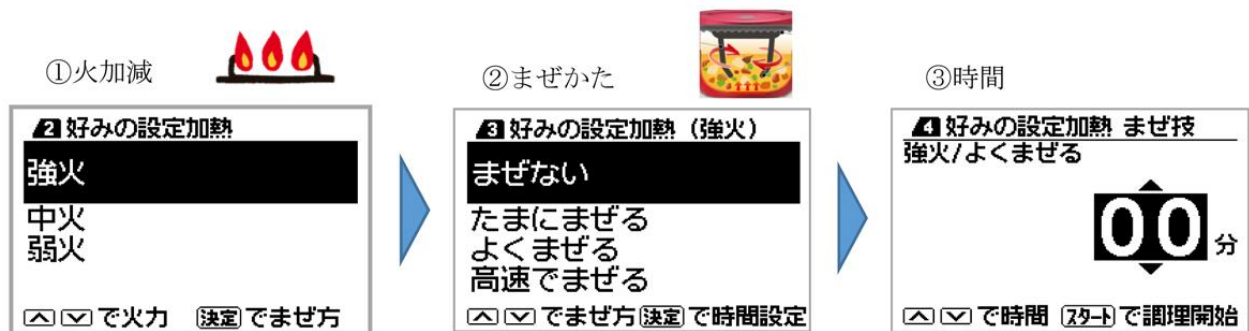 ①火加減
2 好みの設定加熱
強火
中火
弱火
で火力 決定でまぜ方
②まぜかた
3 好みの設定加熱（強火）
まぜない
たまにまぜる
よくまぜる
高速でまぜる
でまぜ方 決定で時間設定
③時間
4 好みの設定加熱 まぜ技
強火/よくまぜる
00分
で時間 スタートで調理開始